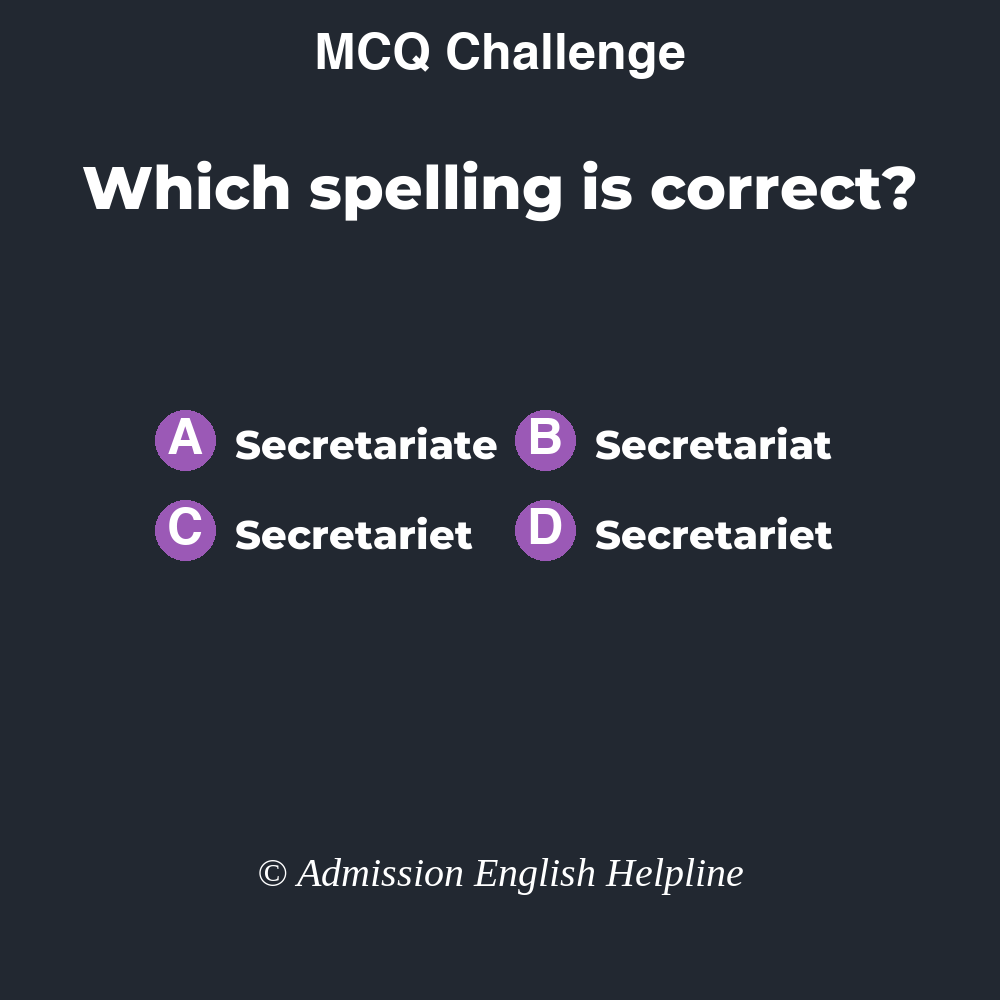 MCQ Challenge
Which spelling is correct?
A Secretariate B Secretariat
C Secretariet D Secretariet
© Admission English Helpline